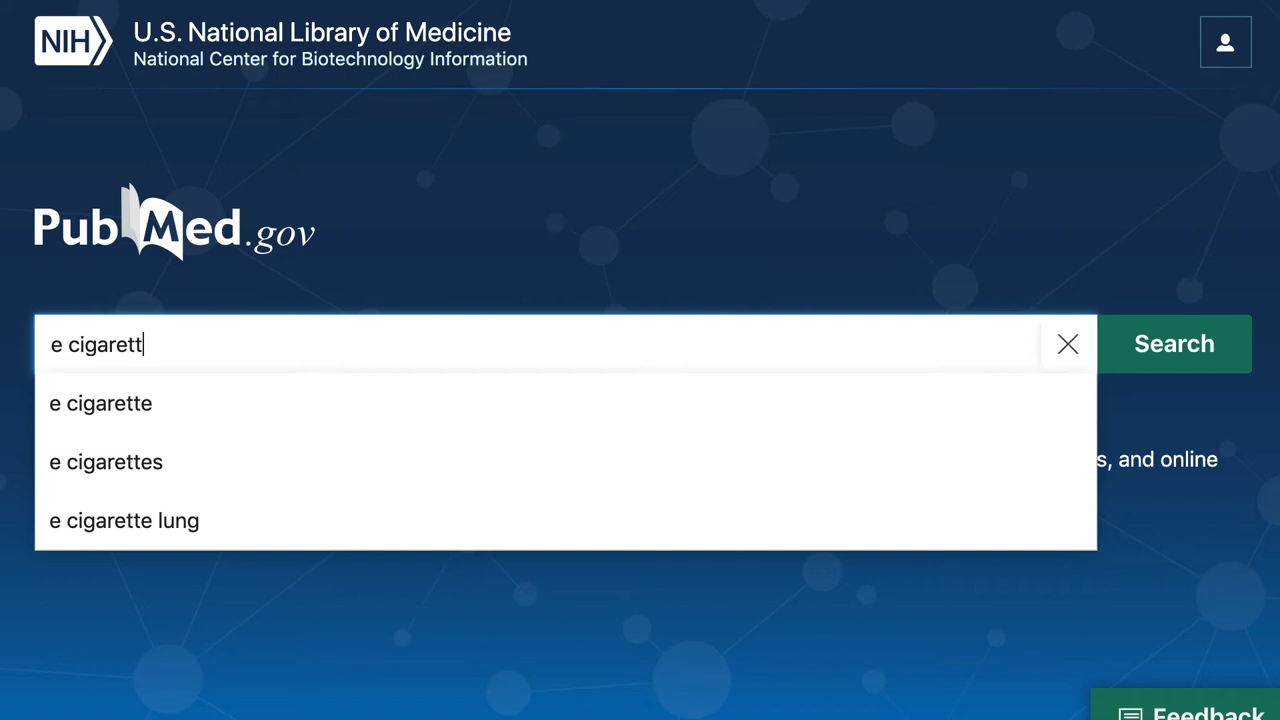 NIH
U.S. National Library of Medicine
National Center for Biotechnology Information
PubMed.gov
e cigarett
Search
e cigarette
e cigarettes
s, and online
e cigarette lung
Feedback